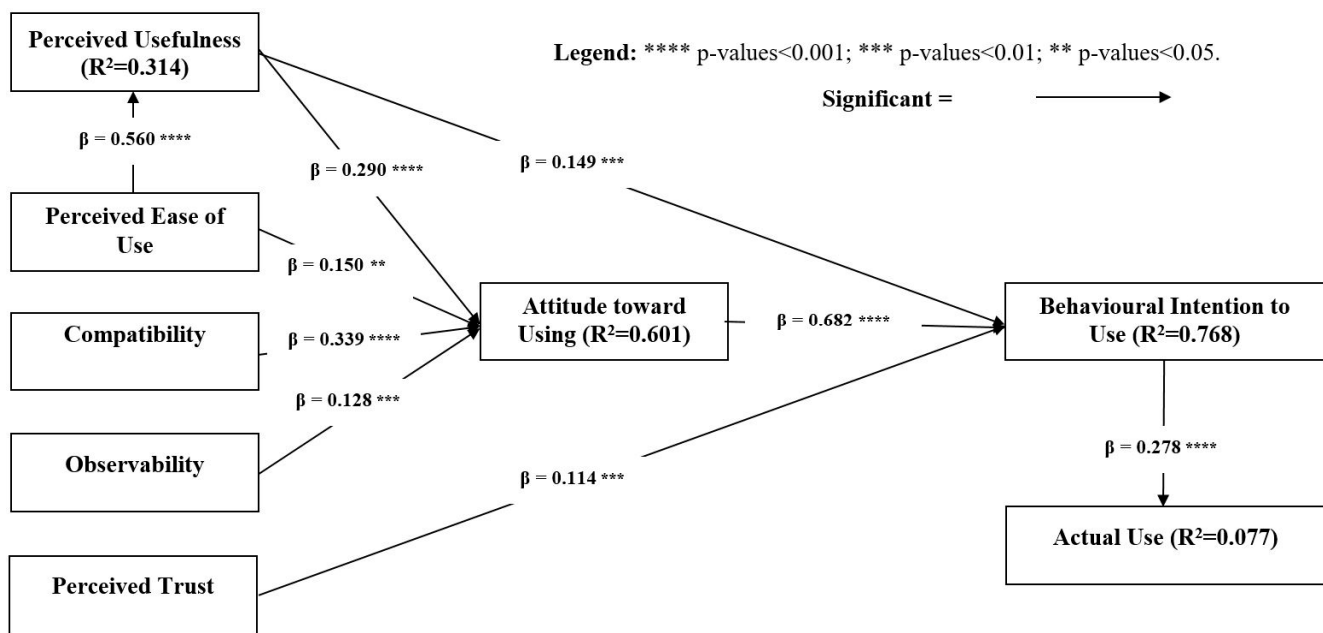 Perceived Usefulness
(R²=0.314)
Legend: **** p-values<0.001; *** p-values<0.01; ** p-values<0.05.
Significant =
β = 0.560 ****
β = 0.290 ****
β = 0.149 ***
Perceived Ease of
Use
β = 0.150 **
Compatibility
β = 0.339 ****
Attitude toward
Using (R²=0.601)
β = 0.682 ****
Behavioural Intention to
Use (R²=0.768)
β = 0.128 ***
Observability
β = 0.114 ***
β = 0.278 ****
Actual Use (R²=0.077)
Perceived Trust